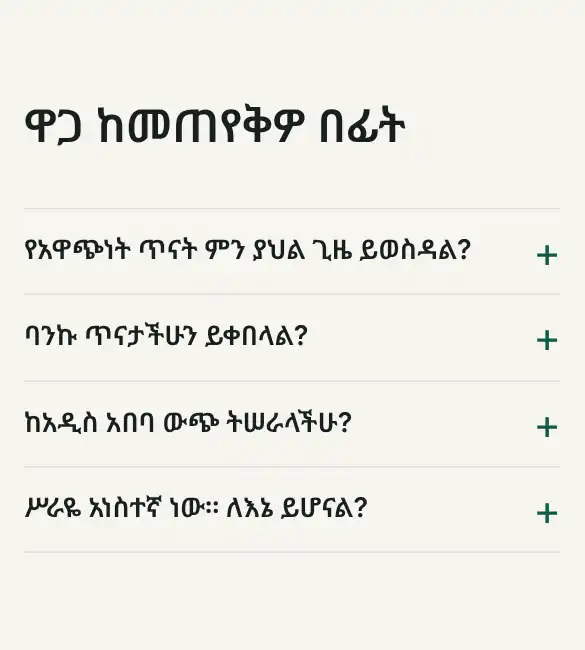 ዋጋ ከመጠየቅዎ በፊት
የአዋጭነት ጥናት ምን ያህል ጊዜ ይወስዳል?
ባንኩ ጥናታችሁን ይቀበላል?
ከአዲስ አበባ ውጭ ትሠራላችሁ?
ሥራዬ አነስተኛ ነው። ለእኔ ይሆናል?